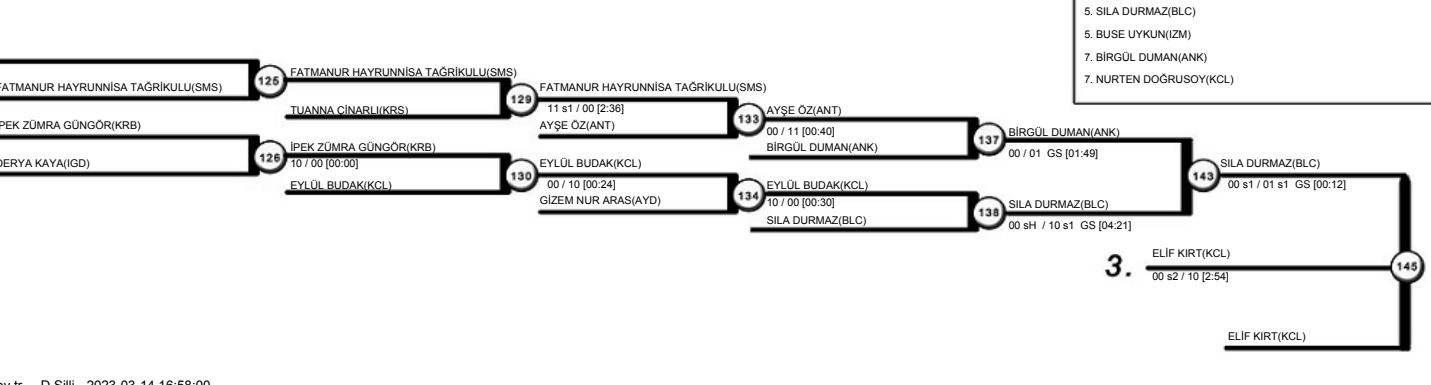 5. SILA DURMAZ(BLC)
5. BUSE UYKUN(IZM)
7. BİRGÜL DUMAN(ANK)
7. NURTEN DOĞRUSOY(KCL)
FATMANUR HAYRUNNİSA TAĞRİKULU(SMS)
125
İPEK ZÜMRA GÜNGÖR(KRB)
DERYA KAYA(IGD)
126
FATMANUR HAYRUNNİSA TAĞRİKULU(SMS)
TUANNA ÇİNARLI(KRS)
129
İPEK ZÜMRA GÜNGÖR(KRB)
10 / 00 [00:00]
EYLÜL BUDAK(KCL)
130
FATMANUR HAYRUNNİSA TAĞRİKULU(SMS)
11 s1 / 00 [2:36]
AYŞE ÖZ(ANT)
133
EYLÜL BUDAK(KCL)
00 / 10 [00:24]
GİZEM NUR ARAS(AYD)
134
AYŞE ÖZ(ANT)
00 / 11 [00:40]
BİRGÜL DUMAN(ANK)
137
EYLÜL BUDAK(KCL)
10 / 00 [00:30]
SILA DURMAZ(BLC)
138
BİRGÜL DUMAN(ANK)
00 / 01 GS [01:49]
SILA DURMAZ(BLC)
00 sH / 10 s1 GS [04:21]
143
SILA DURMAZ(BLC)
00 s1 / 01 s1 GS [00:12]
3.
ELİF KIRT(KCL)
00 s2 / 10 [2:54]
145
ELİF KIRT(KCL)
D.Silli 2023-03-14 16:58:00